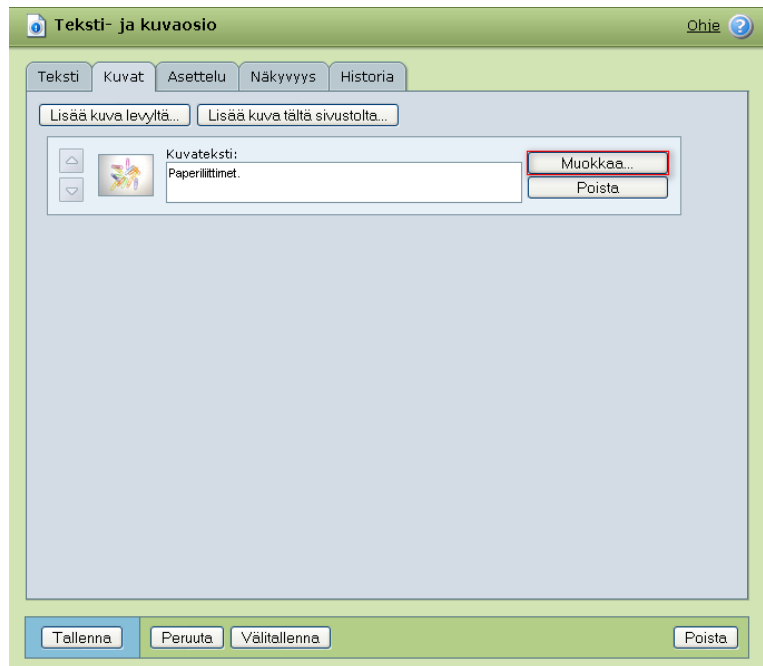 Teksti- ja kuvaosio
Ohje
Teksti Kuvat Asettelu Näkyvyys Historia
Lisää kuva levyltä... Lisää kuva tältä sivustolta...
Kuvateksti:
Paperiliittimet.
Muokkaa...
Poista
Tallenna Peruuta Välitallenna Poista